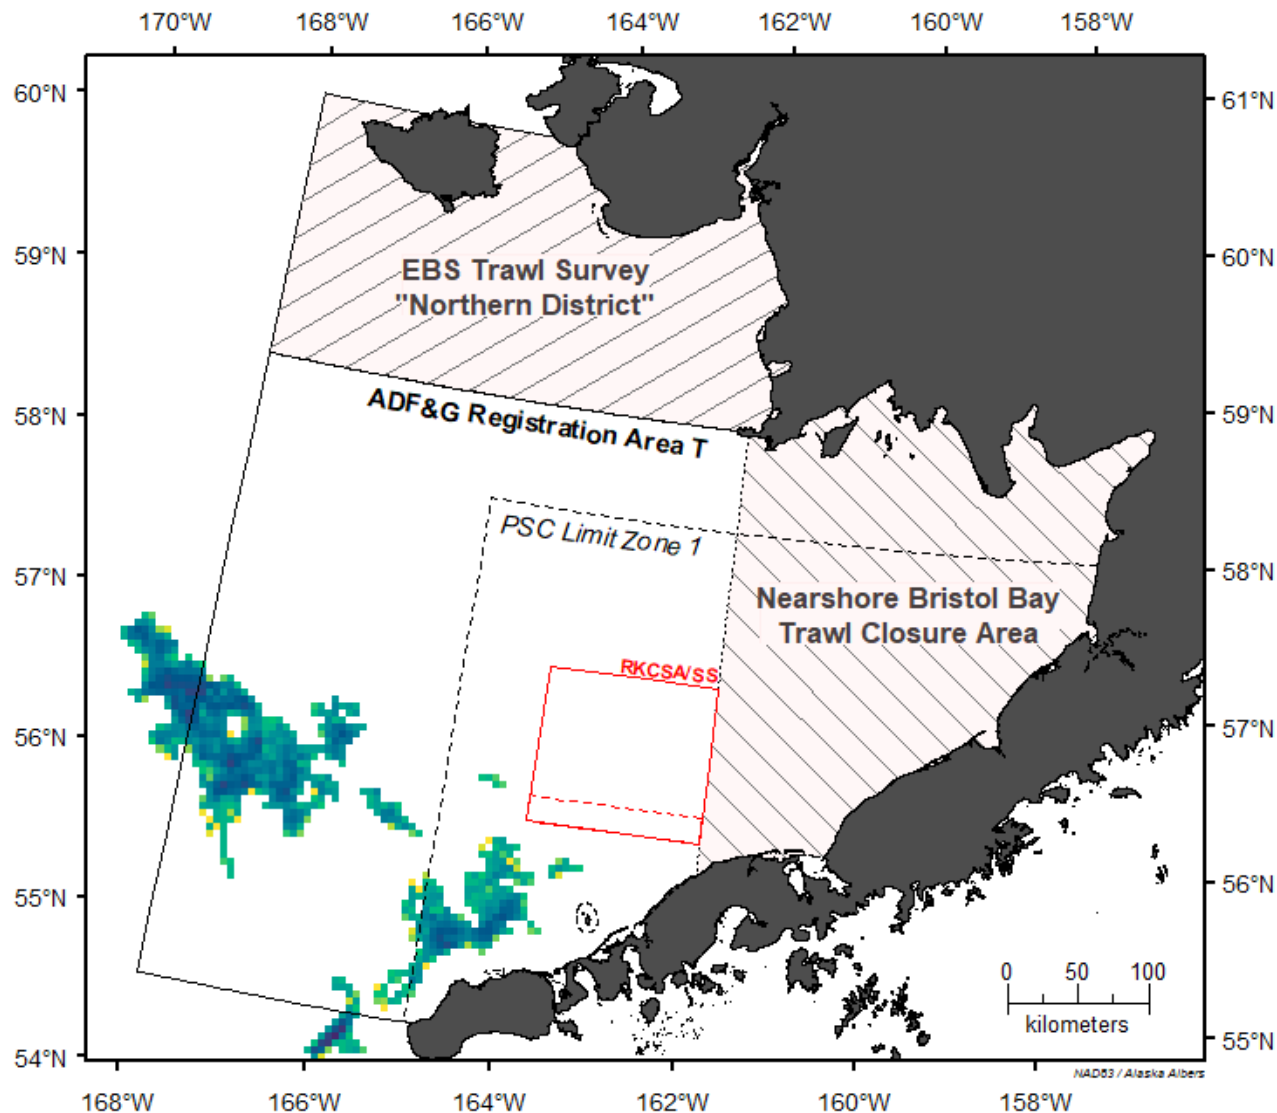 170°W 168°W 166°W 164°W 162°W 160°W 158°W
60°N
61°N
59°N
60°N
EBS Trawl Survey
"Northern District"
58°N
59°N
ADF&G Registration Area T
PSC Limit Zone 1
57°N
58°N
Nearshore Bristol Bay
Trawl Closure Area
RKCSA/SS
56°N
57°N
55°N
56°N
0 50 100
kilometers
54°N
55°N
NAD83 / Alaska Albers
168°W 166°W 164°W 162°W 160°W 158°W